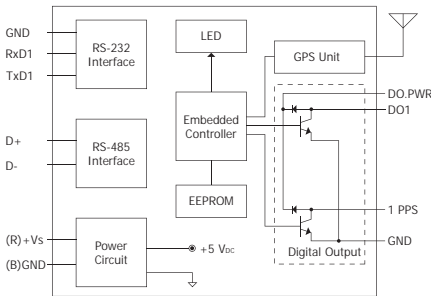 GND
RxD1
TxD1
RS-232
Interface
LED
GPS Unit
DO.PWR
DO1
Embedded
Controller
D+
D-
RS-485
Interface
EEPROM
1 PPS
GND
Digital Output
(R)+Vs
(B)GND
Power
Circuit
+5 VDC